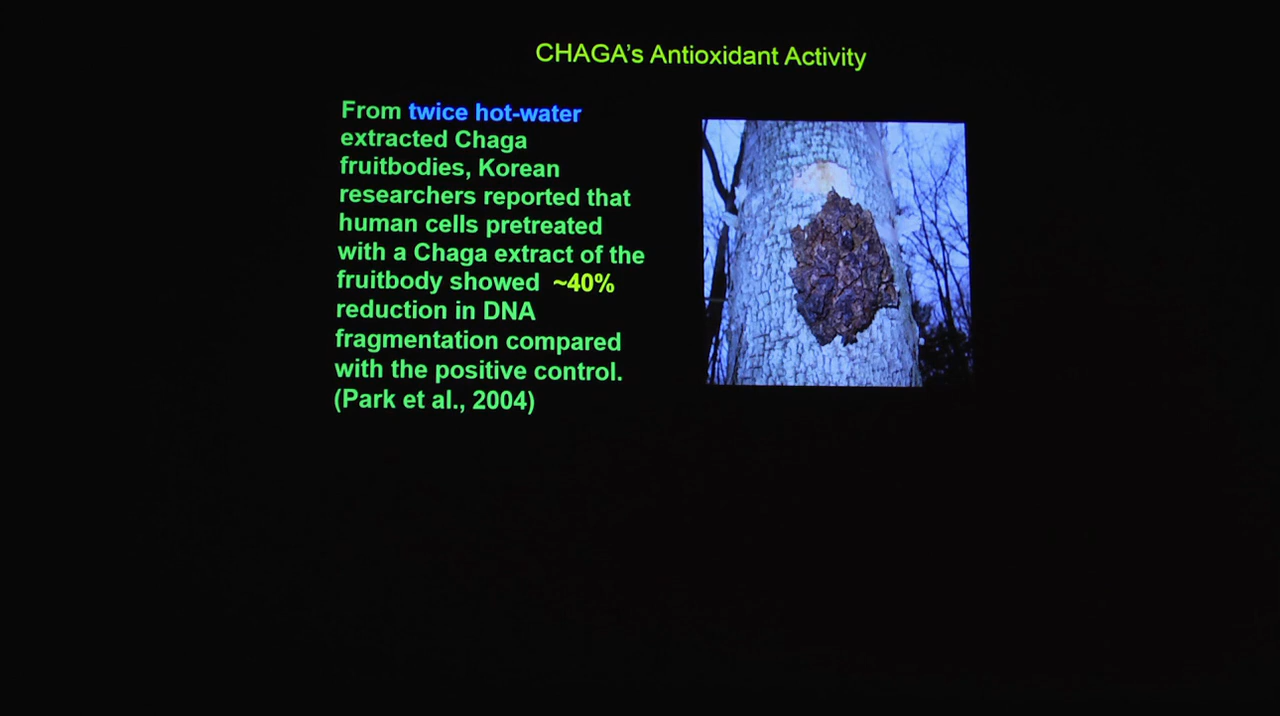 CHAGA's Antioxidant Activity
From twice hot-water
extracted Chaga
fruitbodies, Korean
researchers reported that
human cells pretreated
with a Chaga extract of the
fruitbody showed ~40%
reduction in DNA
fragmentation compared
with the positive control.
(Park et al., 2004)